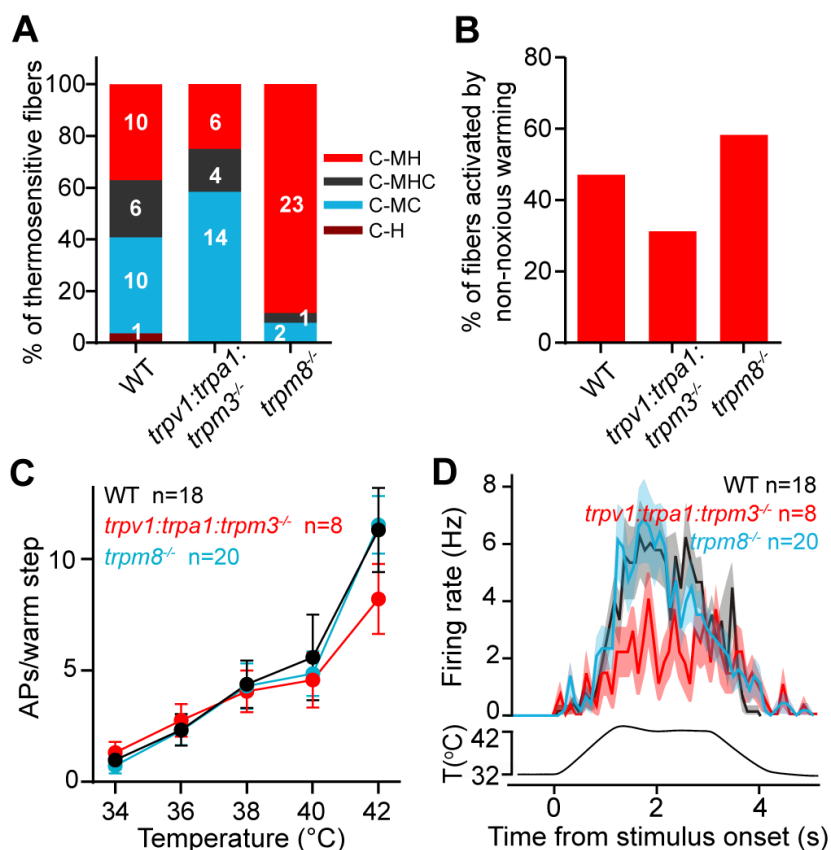 A
% of thermosensitive fibers
100
80
60
40
20
0
10
6
10
1
6
4
14
23
1
2
WT
trpv1:trpa1:
trpm3-/-
trpm8-/-
C-MH
C-MHC
C-MC
C-H
B
% of fibers activated by
non-noxious warming
80
60
40
20
0
WT
trpv1:trpa1:
trpm3-/-
trpm8-/-
C
WT n=18
trpv1:trpa1:trpm3-/- n=8
trpm8-/- n=20
APs/warm step
10
5
0
34 36 38 40 42
Temperature (°C)
D
WT n=18
trpv1:trpa1:trpm3-/- n=8
trpm8-/- n=20
Firing rate (Hz)
8
6
4
2
0
T(°C)
42
32
0 2 4
Time from stimulus onset (s)